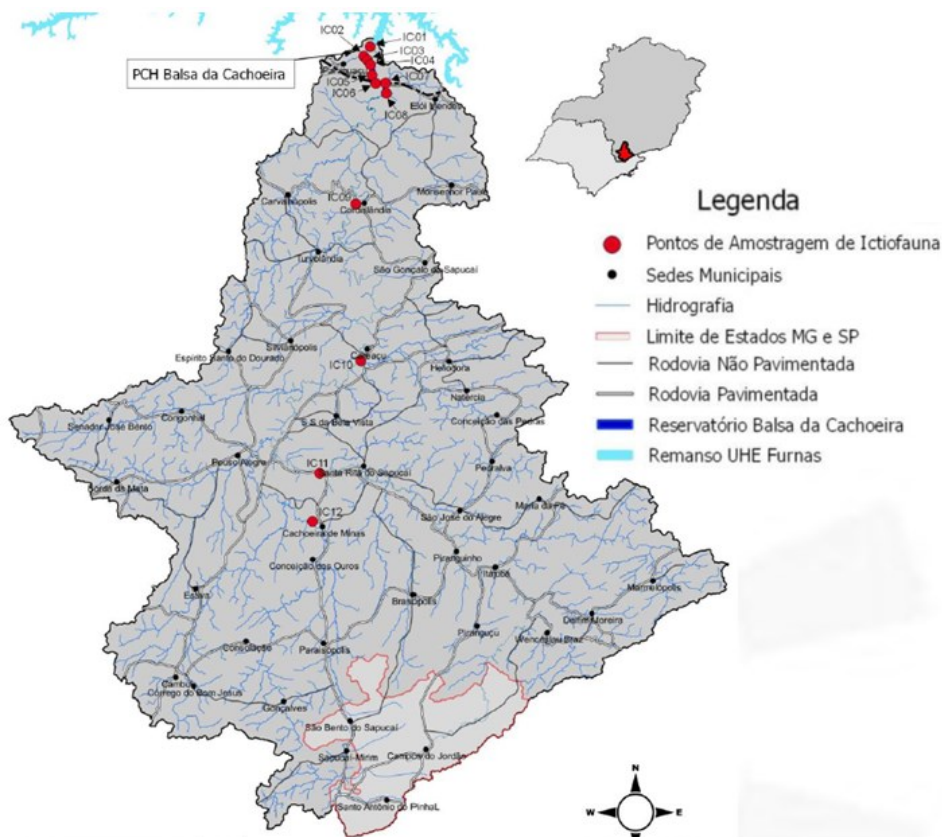 IC02
IC01
IC03
IC04
PCH Balsa da Cachoeira
IC07
IC05
IC06
Elói Mendes
IC08
Monsenhor Paulo
Carvalhópolis
IC09
Cordislândia
Turvolândia
São Gonçalo do Sapucaí
Silvianópolis
Espirito Santo do Dourado
Careaçu
IC10
Heliodora
Natercia
Conceição das Pedras
S.S da Bela Vista
Congonhal
Senador José Bento
Pouso Alegre
IC11
Santa Rita do Sapucaí
Pedralva
Borda da Mata
Maria da Fé
IC12
São José do Alegre
Cachoeira de Minas
Piranguinho
Conceição dos Ouros
Itajubá
Marmelópolis
Estiva
Brasópolis
Delfim Moreira
Piranguçu
Wenceslau Braz
Consolação
Paraisópolis
Cambuí
Córrego do Bom Jesus
Gonçalves
São Bento do Sapucaí
Sapucaí-Mirim
Campos do Jordão
Santo Antônio do PinhaL
Legenda
Pontos de Amostragem de Ictiofauna
Sedes Municipais
Hidrografia
Limite de Estados MG e SP
Rodovia Não Pavimentada
Rodovia Pavimentada
Reservatório Balsa da Cachoeira
Remanso UHE Furnas
N
W
E